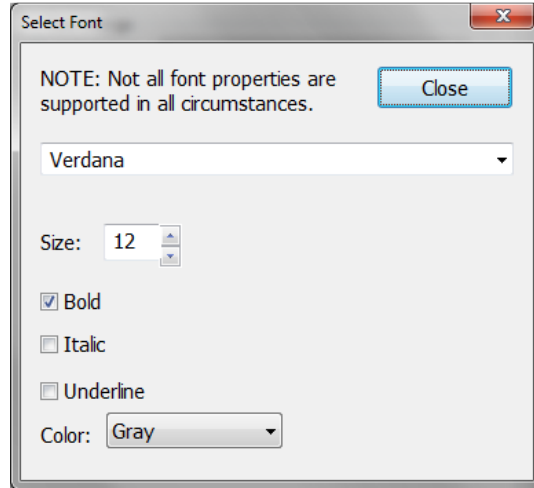 Select Font
NOTE: Not all font properties are
supported in all circumstances.
Close
Verdana
Size: 12
Bold
Italic
Underline
Color: Gray